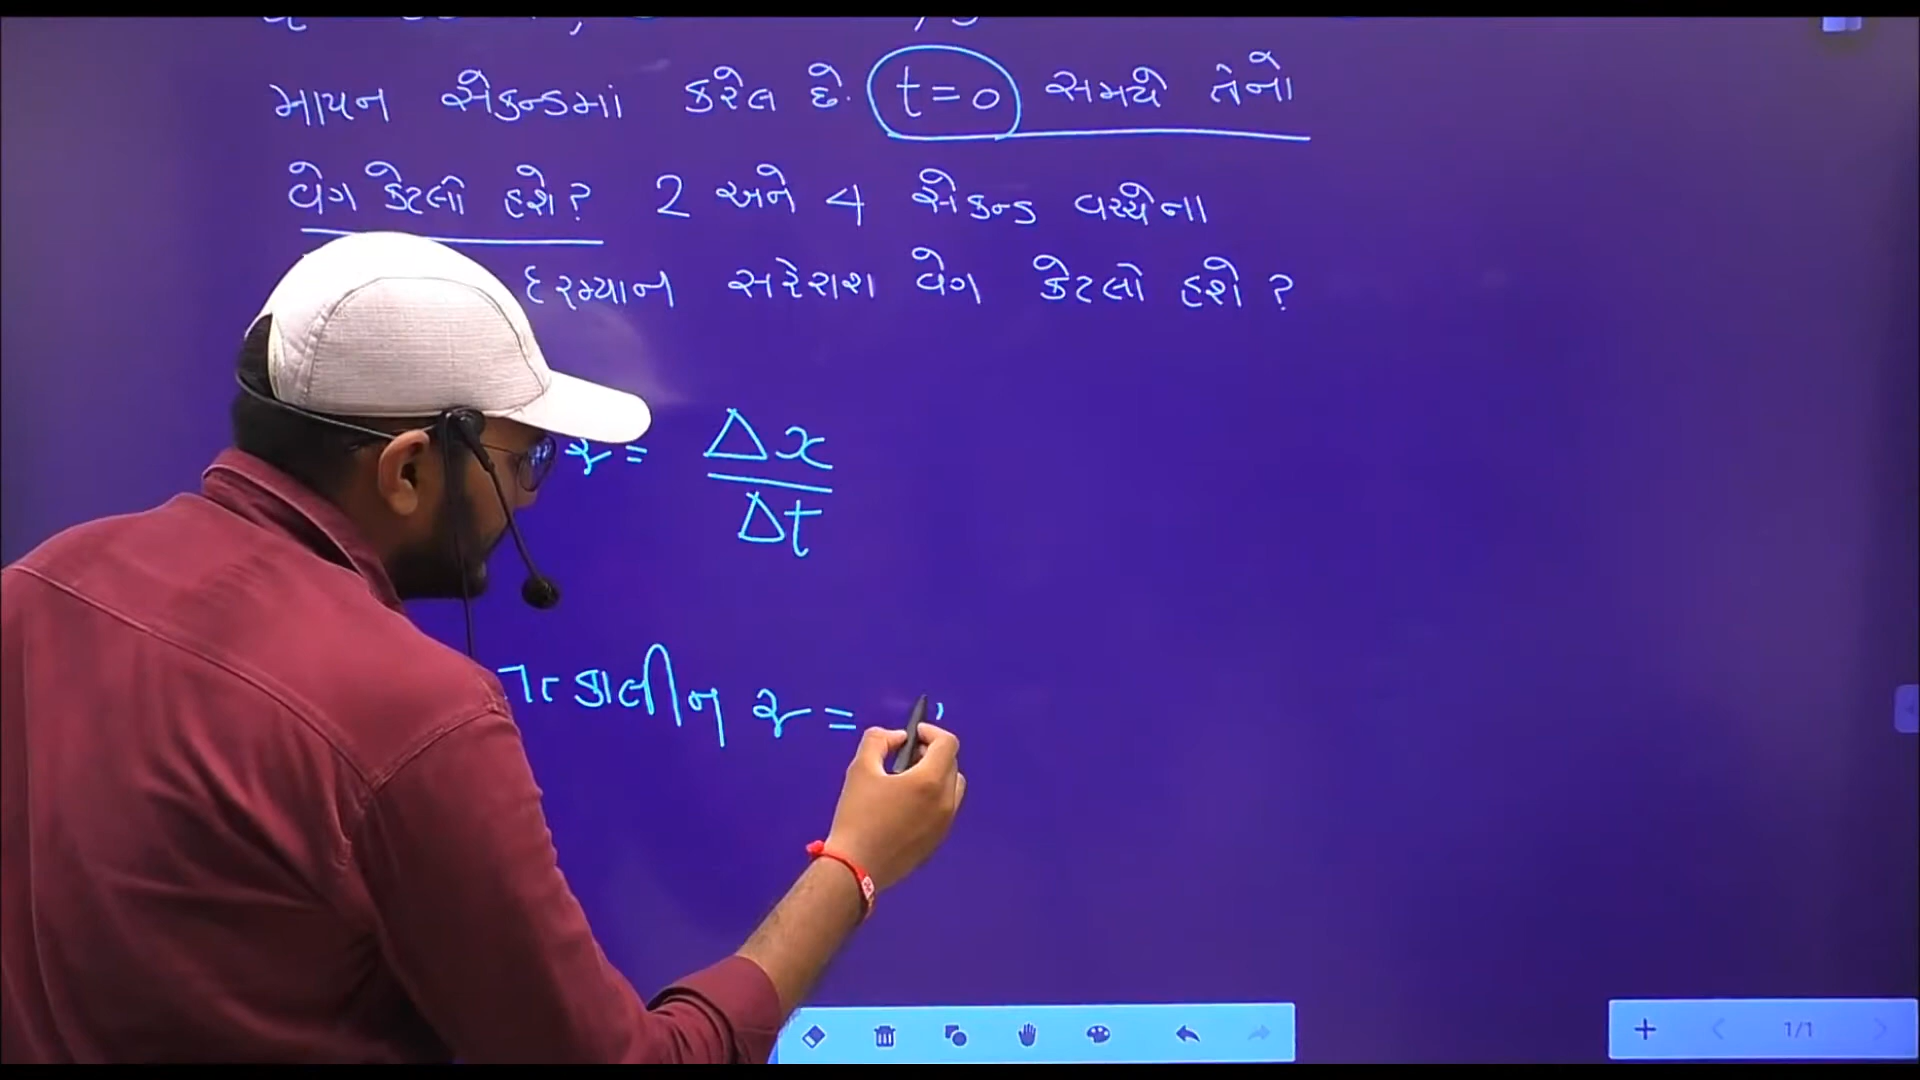 માપન સેકન્ડમાં કરેલ છે. t=0 સમયે તેનો
વેગ કેટલો હશે? 2 અને 4 સેકન્ડ વચ્ચેના
દરમ્યાન સરેરાશ વેગ કેટલો હશે?
v = Δx/Δt
તત્કાલીન v =
1/1